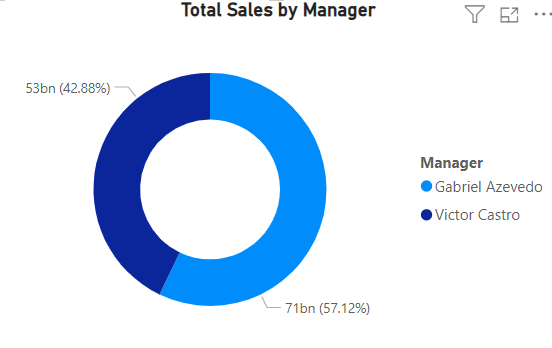 Total Sales by Manager
53bn (42.88%)
Manager
Gabriel Azevedo
Victor Castro
71bn (57.12%)